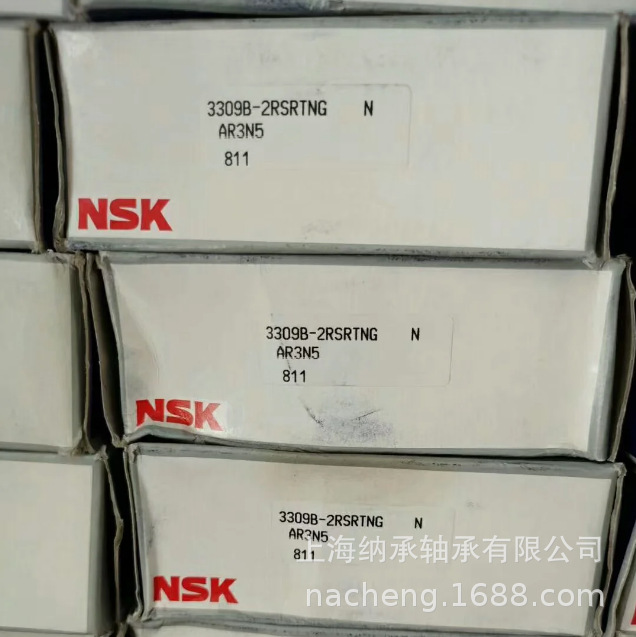 3309B-2RSRTNG N
AR3N5
811
NSK
3309B-2RSRTNG N
AR3N5
811
NSK
3309B-2RSRTNG N
AR3N5
811
NSK
上海纳承轴承有限公司
nacheng.1688.com